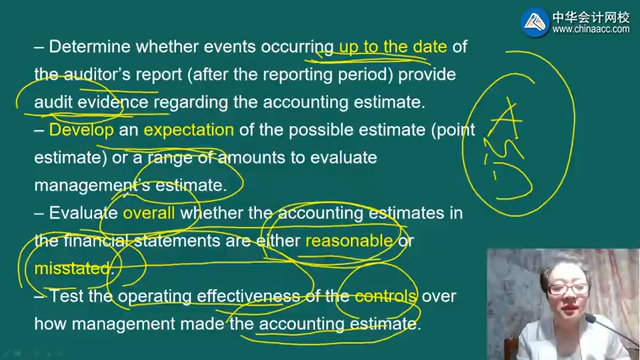 中华会计网校
www.chinaacc.com
– Determine whether events occurring up to the date of
the auditor's report (after the reporting period) provide
audit evidence regarding the accounting estimate.
– Develop an expectation of the possible estimate (point
estimate) or a range of amounts to evaluate
management's estimate.
– Evaluate overall whether the accounting estimates in
the financial statements are either reasonable or
misstated.
– Test the operating effectiveness of the controls over
how management made the accounting estimate.
A
M
D